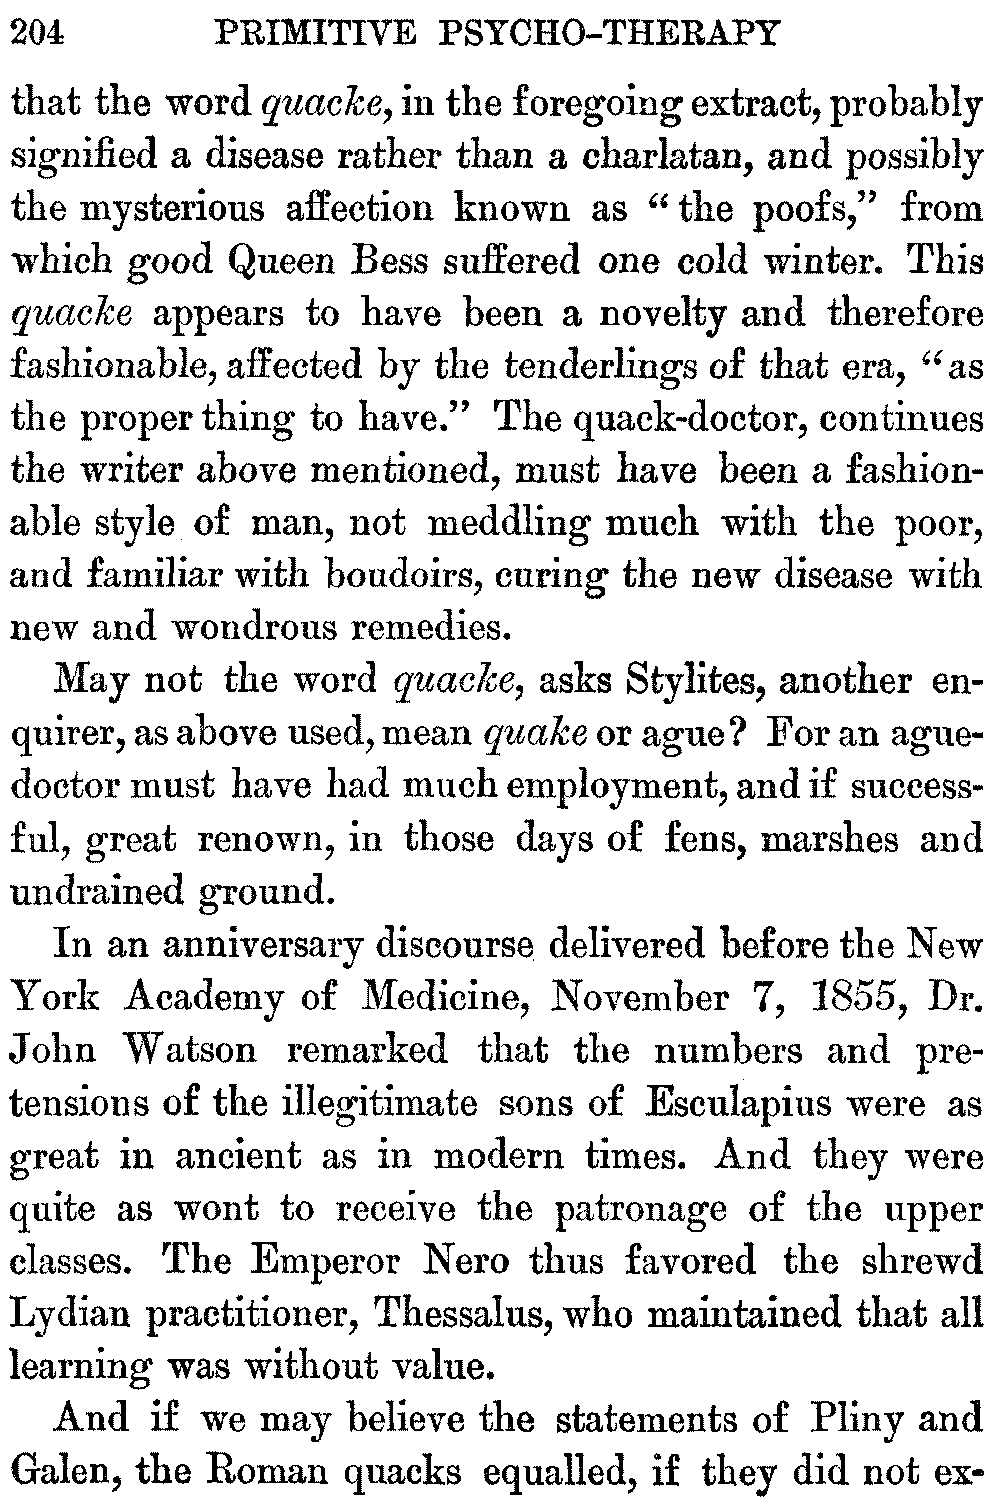 204 PRIMITIVE PSYCHO-THERAPY
that the word quacke, in the foregoing extract, probably
signified a disease rather than a charlatan, and possibly
the mysterious affection known as “the poofs,” from
which good Queen Bess suffered one cold winter. This
quacke appears to have been a novelty and therefore
fashionable, affected by the tenderlings of that era, “as
the proper thing to have.” The quack-doctor, continues
the writer above mentioned, must have been a fashion-
able style of man, not meddling much with the poor,
and familiar with boudoirs, curing the new disease with
new and wondrous remedies.
May not the word quacke, asks Stylites, another en-
quirer, as above used, mean quake or ague? For an ague-
doctor must have had much employment, and if success-
ful, great renown, in those days of fens, marshes and
undrained ground.
In an anniversary discourse delivered before the New
York Academy of Medicine, November 7, 1855, Dr.
John Watson remarked that the numbers and pre-
tensions of the illegitimate sons of Esculapius were as
great in ancient as in modern times. And they were
quite as wont to receive the patronage of the upper
classes. The Emperor Nero thus favored the shrewd
Lydian practitioner, Thessalus, who maintained that all
learning was without value.
And if we may believe the statements of Pliny and
Galen, the Roman quacks equalled, if they did not ex-